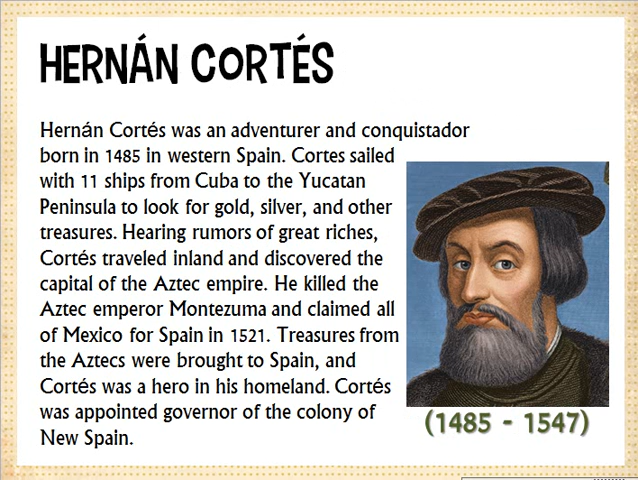 HERNÁN CORTÉS
Hernán Cortés was an adventurer and conquistador
born in 1485 in western Spain. Cortes sailed
with 11 ships from Cuba to the Yucatan
Peninsula to look for gold, silver, and other
treasures. Hearing rumors of great riches,
Cortés traveled inland and discovered the
capital of the Aztec empire. He killed the
Aztec emperor Montezuma and claimed all
of Mexico for Spain in 1521. Treasures from
the Aztecs were brought to Spain, and
Cortés was a hero in his homeland. Cortés
was appointed governor of the colony of
New Spain.
(1485 - 1547)